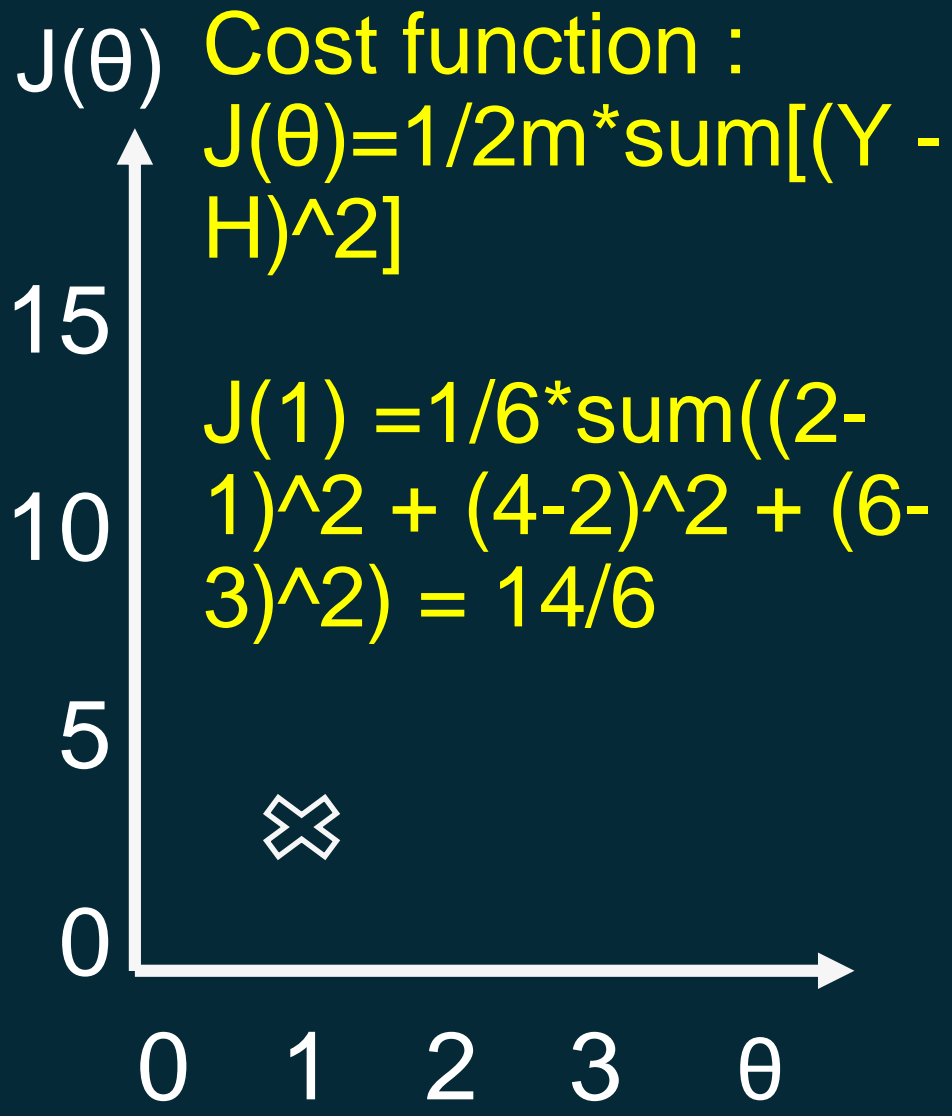 J(θ)
Cost function :
J(θ)=1/2m*sum[(Y -
H)^2]
J(1) =1/6*sum((2-
1)^2 + (4-2)^2 + (6-
3)^2) = 14/6
15
10
5
0
0 1 2 3 θ